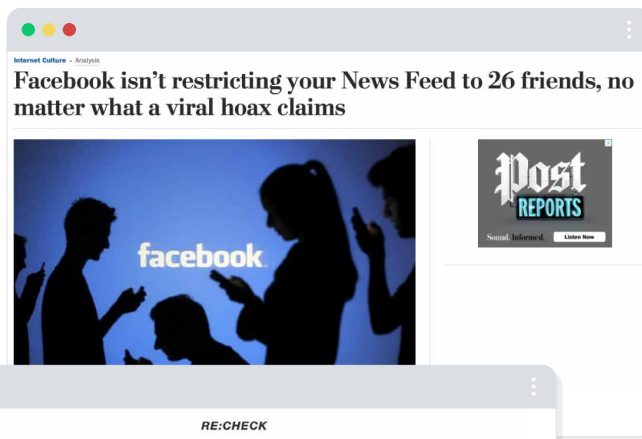 Internet Culture • Analysis
Facebook isn't restricting your News Feed to 26 friends, no
matter what a viral hoax claims
facebook
Post
REPORTS
Sound. Informed.
Listen Now
RE:CHECK